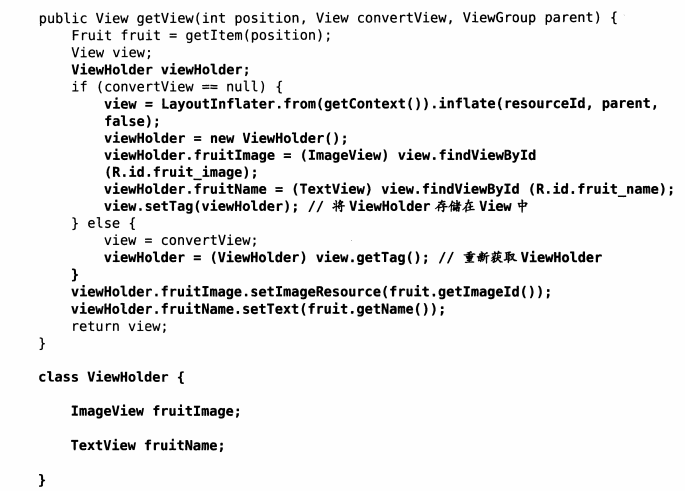 public View getView(int position, View convertView, ViewGroup parent) {
    Fruit fruit = getItem(position);
    View view;
    ViewHolder viewHolder;
    if (convertView == null) {
        view = LayoutInflater.from(getContext()).inflate(resourceId, parent,
        false);
        viewHolder = new ViewHolder();
        viewHolder.fruitImage = (ImageView) view.findViewById
        (R.id.fruit_image);
        viewHolder.fruitName = (TextView) view.findViewById (R.id.fruit_name);
        view.setTag(viewHolder); // 将 ViewHolder 存储在 View 中
    } else {
        view = convertView;
        viewHolder = (ViewHolder) view.getTag(); // 重新获取 ViewHolder
    }
    viewHolder.fruitImage.setImageResource(fruit.getImageId());
    viewHolder.fruitName.setText(fruit.getName());
    return view;
}
class ViewHolder {
    ImageView fruitImage;
    TextView fruitName;
}